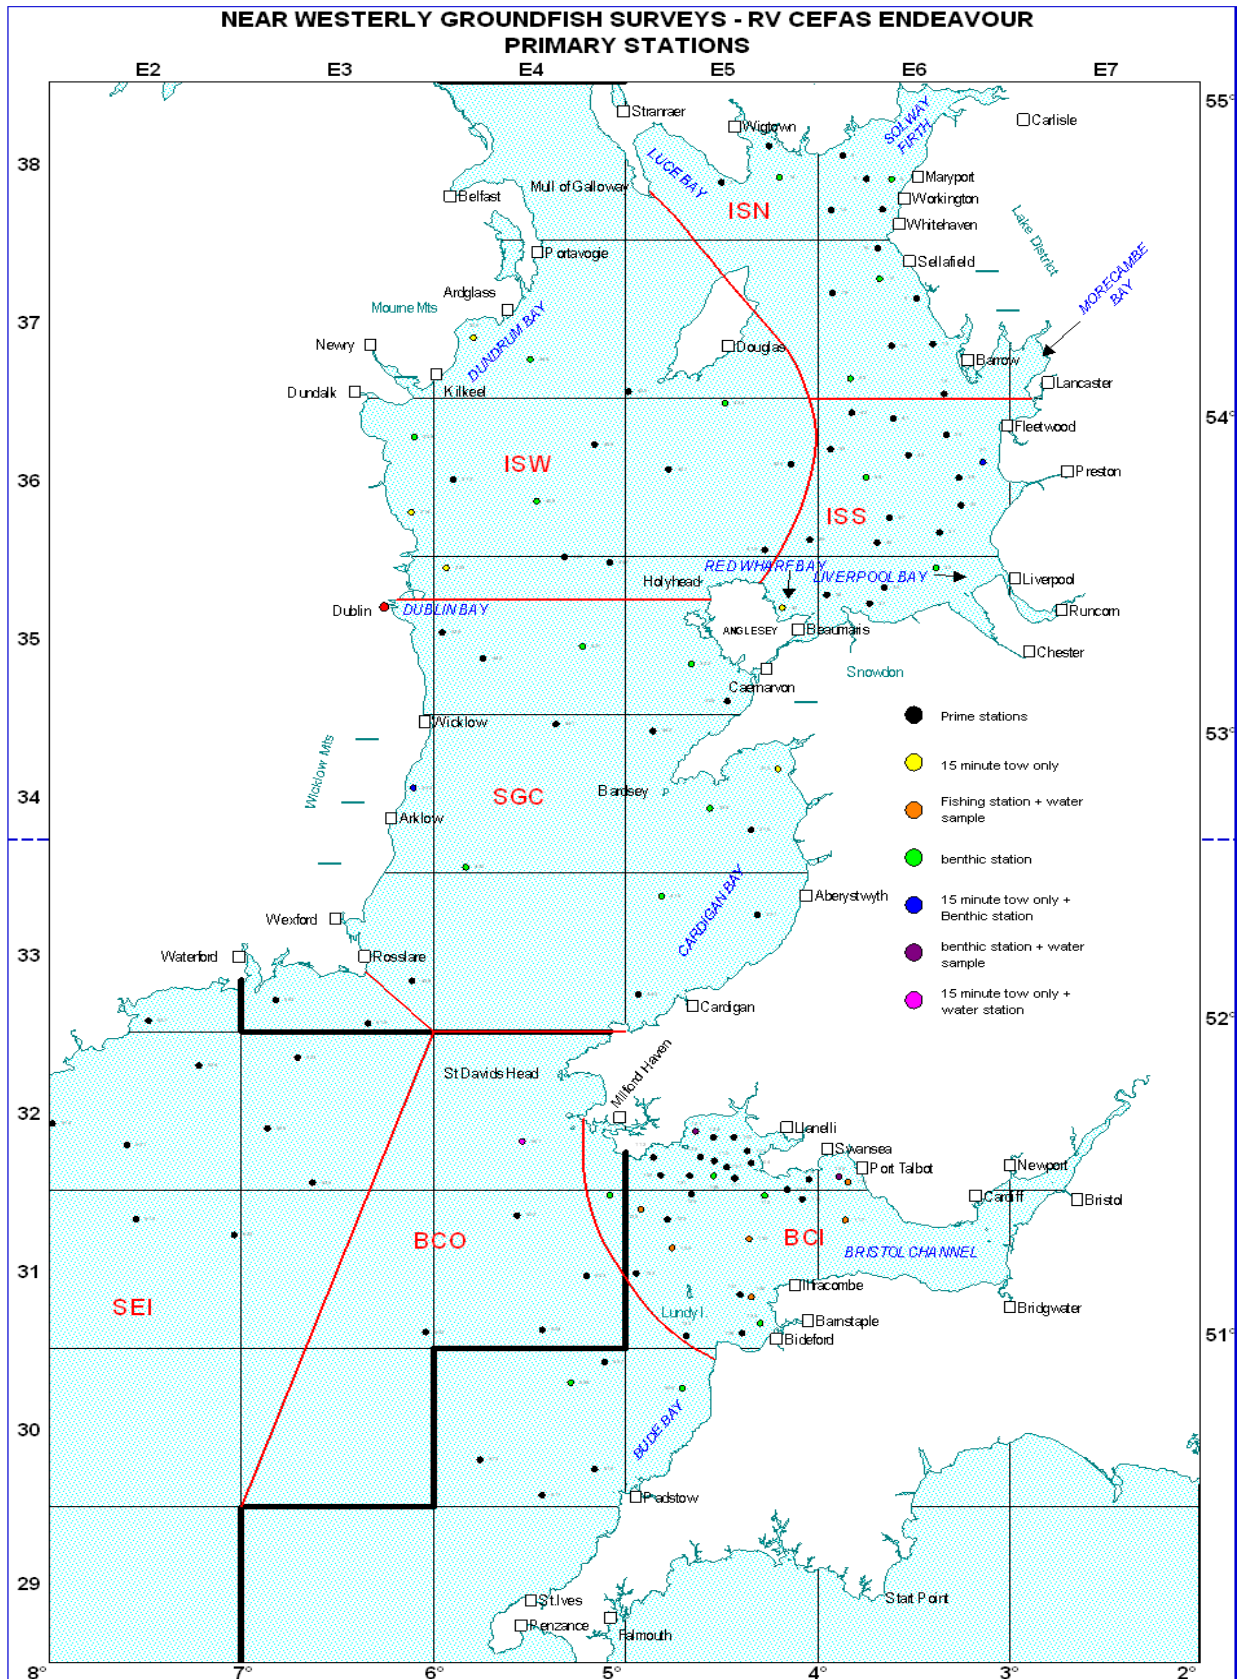 NEAR WESTERLY GROUNDFISH SURVEYS - RV CEFAS ENDEAVOUR
PRIMARY STATIONS
E2 E3 E4 E5 E6 E7
55°
Stranraer
Wigtown
SOLWAY
FIRTH
Carlisle
38
LUCE BAY
Mull of Galloway
Maryport
Belfast
Workington
ISN
Whitehaven
Lake District
Portavogie
Sellafield
MORECAMBE
BAY
Ardglass
Mourne Mts
37
DUNDRUM BAY
Newry
Douglas
Barrow
Dundalk
Kilkeel
Lancaster
54°
Fleetwood
ISW
Preston
36
ISS
RED WHARF BAY
LIVERPOOL BAY
Holyhead
Liverpool
Dublin
DUBLIN BAY
Runcorn
35
ANGLESEY
Beaumaris
Chester
Snowdon
Caernarvon
Prime stations
Wicklow
53°
Wicklow Mts
15 minute tow only
34
SGC
Bardsey
Fishing station + water
sample
Arklow
benthic station
CARDIGAN BAY
Aberystwyth
15 minute tow only +
Benthic station
Wexford
33
Waterford
Rosslare
benthic station + water
sample
Cardigan
15 minute tow only +
water station
52°
St Davids Head
Milford Haven
32
Llanelli
Swansea
Port Talbot
Newport
Cardiff
Bristol
BCO
BCI
BRISTOL CHANNEL
31
SEI
Ilfracombe
Lundy I.
Barnstaple
Bridgwater
Bideford
51°
30
BUDE BAY
Padstow
29
St.Ives
Start Point
Penzance
Falmouth
8° 7° 6° 5° 4° 3° 2°